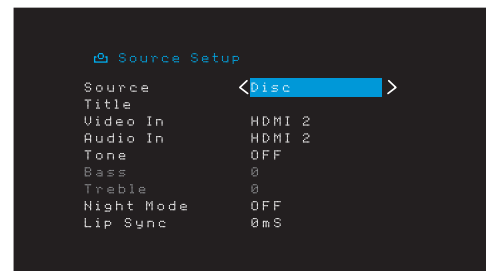 Source Setup
Source < Disc >
Title
Video In HDMI 2
Audio In HDMI 2
Tone OFF
Bass 0
Treble 0
Night Mode OFF
Lip Sync 0mS